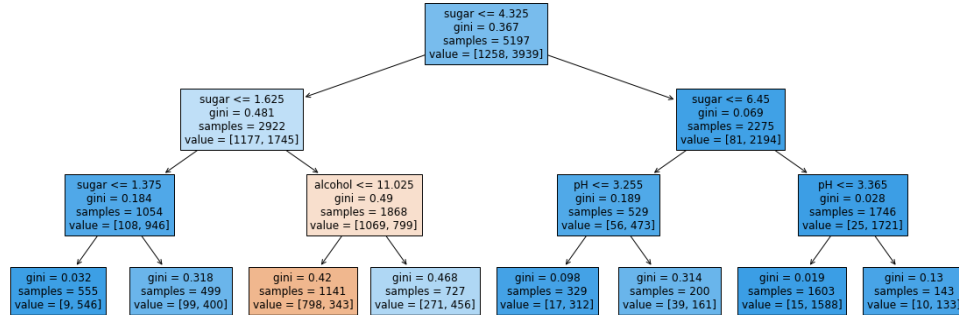 sugar <= 4.325
gini = 0.367
samples = 5197
value = [1258, 3939]
sugar <= 1.625
gini = 0.481
samples = 2922
value = [1177, 1745]
sugar <= 6.45
gini = 0.069
samples = 2275
value = [81, 2194]
sugar <= 1.375
gini = 0.184
samples = 1054
value = [108, 946]
alcohol <= 11.025
gini = 0.49
samples = 1868
value = [1069, 799]
pH <= 3.255
gini = 0.189
samples = 529
value = [56, 473]
pH <= 3.365
gini = 0.028
samples = 1746
value = [25, 1721]
gini = 0.032
samples = 555
value = [9, 546]
gini = 0.318
samples = 499
value = [99, 400]
gini = 0.42
samples = 1141
value = [798, 343]
gini = 0.468
samples = 727
value = [271, 456]
gini = 0.098
samples = 329
value = [17, 312]
gini = 0.314
samples = 200
value = [39, 161]
gini = 0.019
samples = 1603
value = [15, 1588]
gini = 0.13
samples = 143
value = [10, 133]